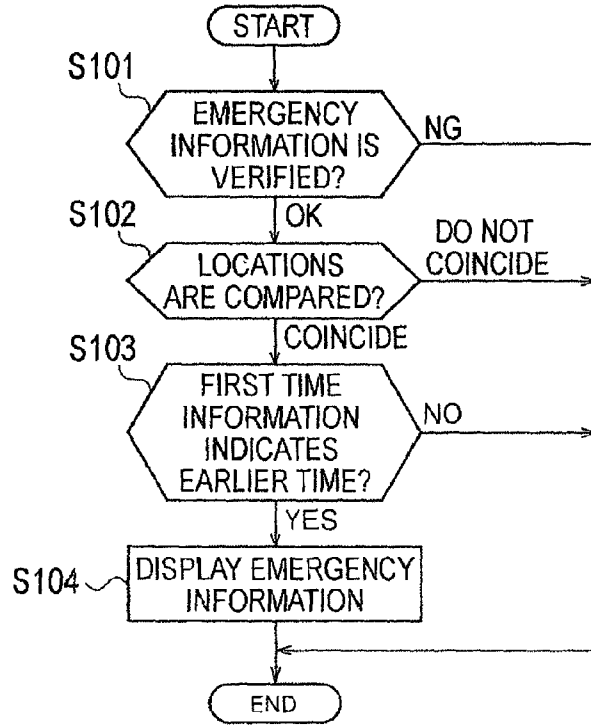 START
S101
EMERGENCY
INFORMATION IS
VERIFIED?
NG
OK
S102
LOCATIONS
ARE COMPARED?
DO NOT
COINCIDE
COINCIDE
S103
FIRST TIME
INFORMATION
INDICATES
EARLIER TIME?
NO
YES
S104
DISPLAY EMERGENCY
INFORMATION
END